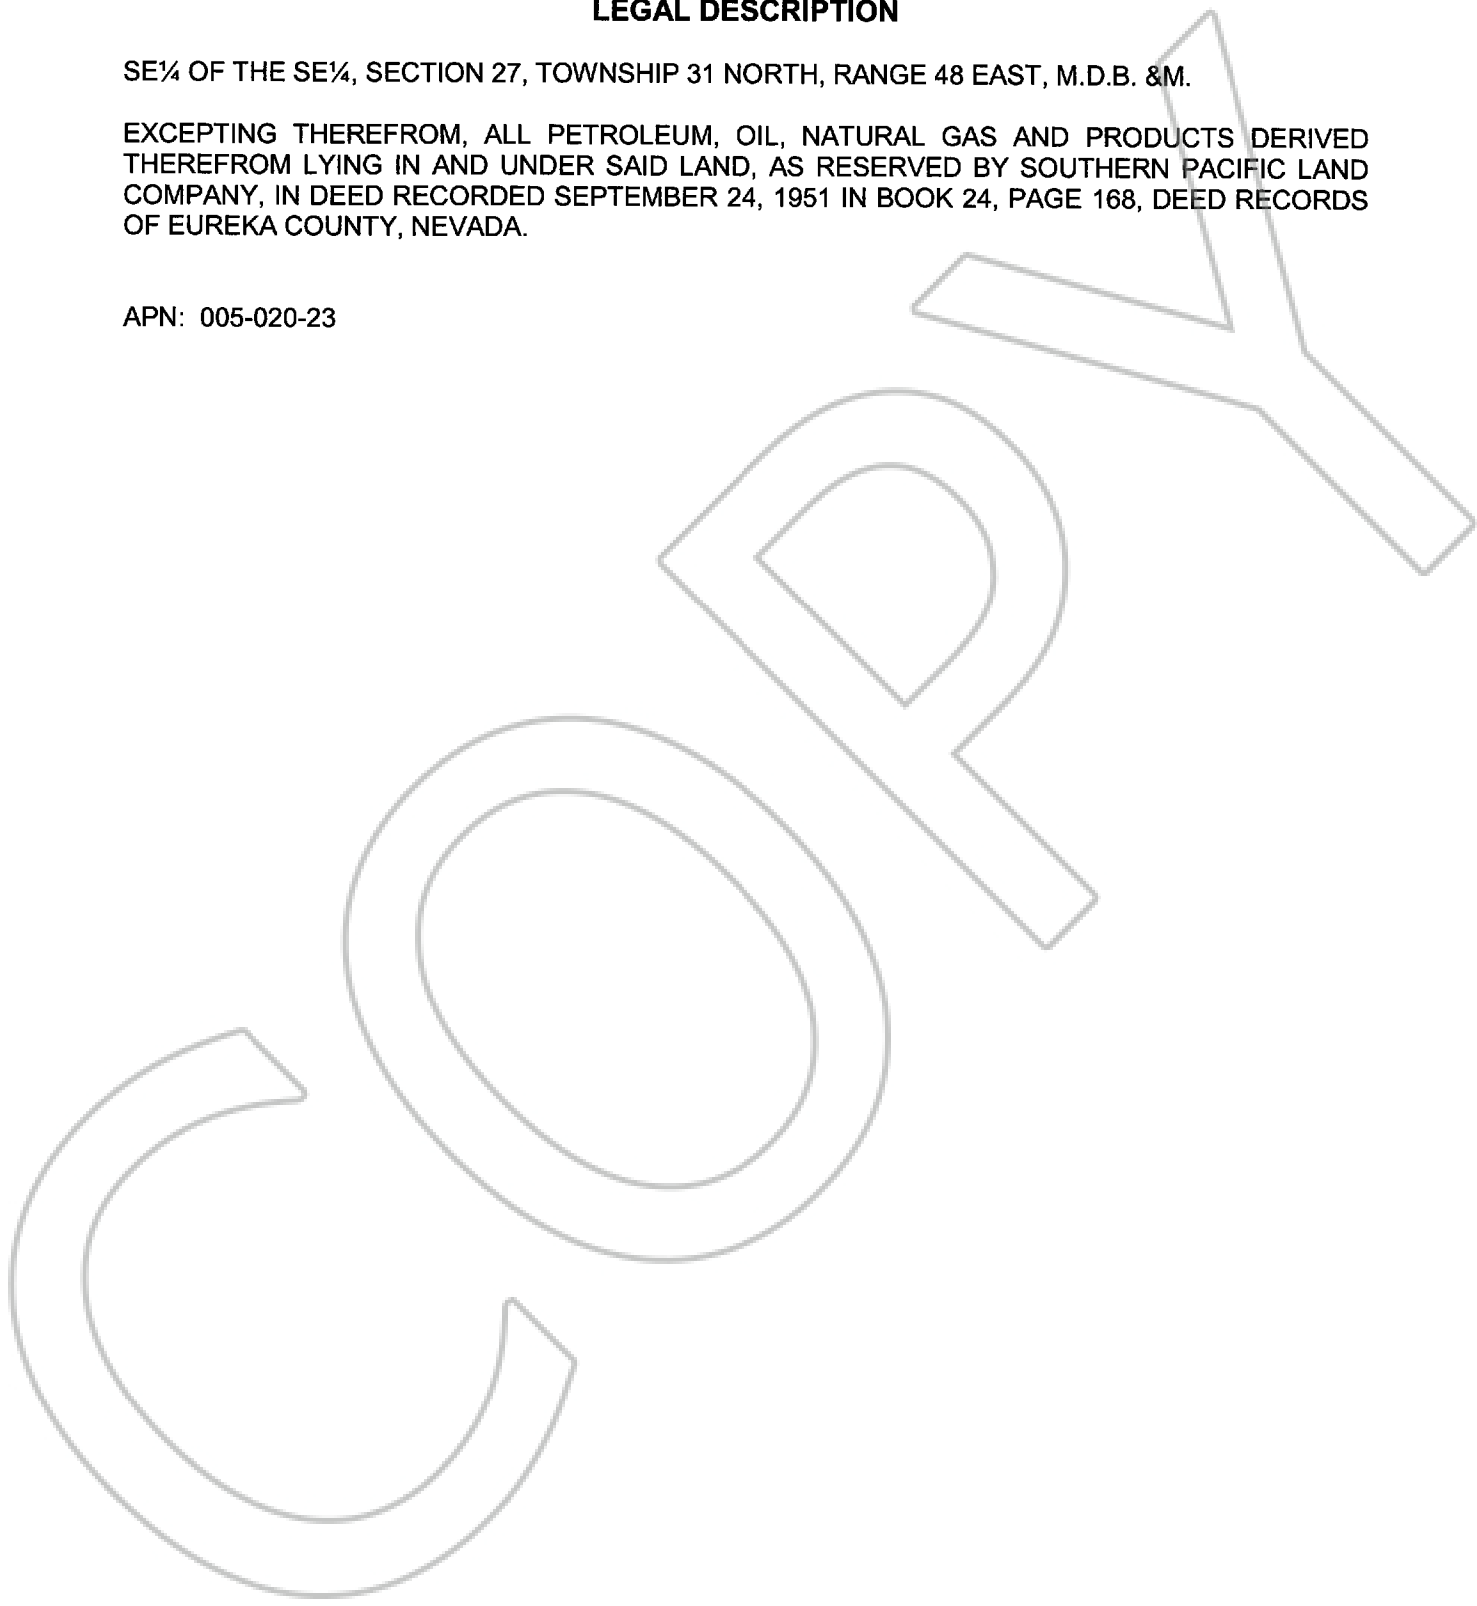 LEGAL DESCRIPTION
SE¼ OF THE SE¼, SECTION 27, TOWNSHIP 31 NORTH, RANGE 48 EAST, M.D.B. &M.
EXCEPTING THEREFROM, ALL PETROLEUM, OIL, NATURAL GAS AND PRODUCTS DERIVED
THEREFROM LYING IN AND UNDER SAID LAND, AS RESERVED BY SOUTHERN PACIFIC LAND
COMPANY, IN DEED RECORDED SEPTEMBER 24, 1951 IN BOOK 24, PAGE 168, DEED RECORDS
OF EUREKA COUNTY, NEVADA.
APN: 005-020-23
COPY